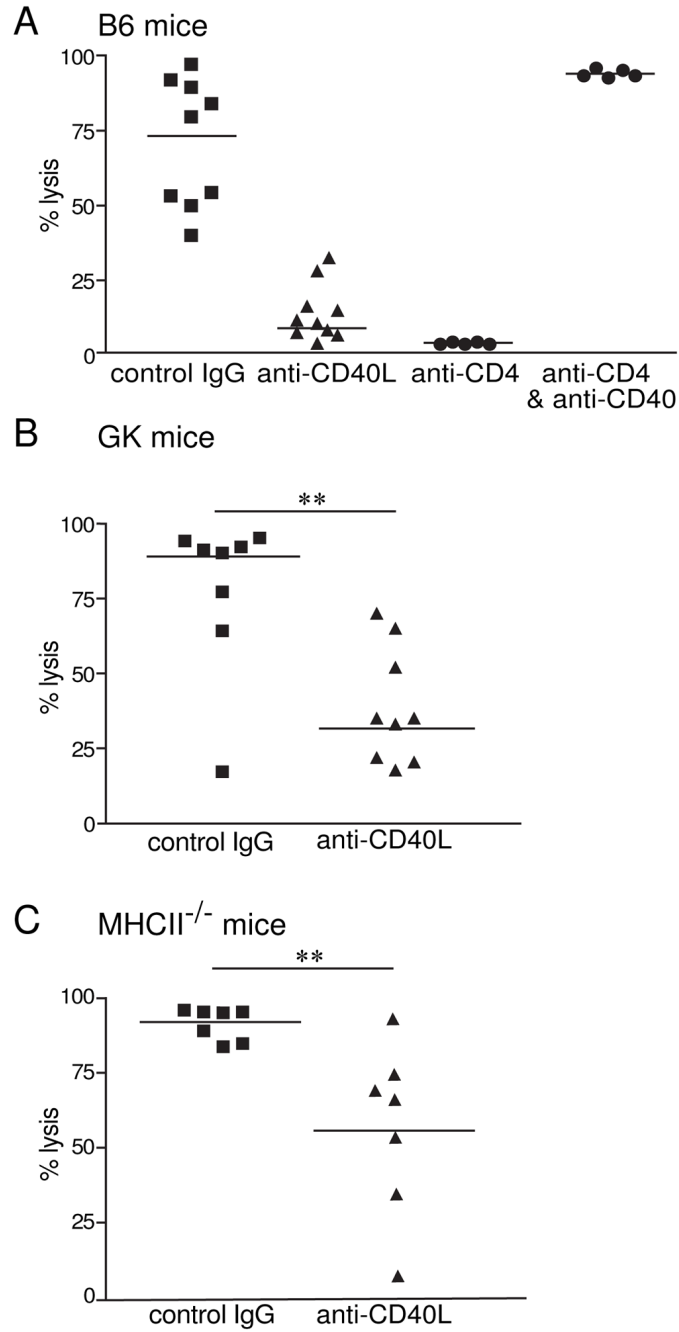 A
B6 mice
100
75
50
25
0
% lysis
control IgG anti-CD40L anti-CD4 anti-CD4
& anti-CD40
B
GK mice
**
100
75
50
25
0
% lysis
control IgG anti-CD40L
C
MHCII-/- mice
**
100
75
50
25
0
% lysis
control IgG anti-CD40L